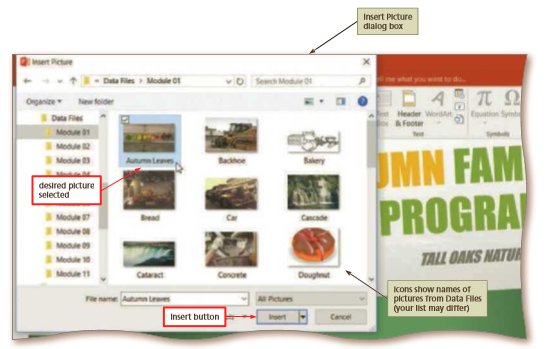 Insert Picture
dialog box
Insert Picture
« Data Files › Module 01
Search Module 01
Tell me what you want to do...
Organize
New folder
Header
& Footer
WordArt
Text
Equation
Symbols
Data Files
Module 01
Module 02
Module 03
Module 07
Module 08
Module 09
Module 10
Module 11
desired picture
selected
Autumn Leaves
Backhoe
Bakery
Bread
Car
Cascade
Cataract
Concrete
Doughnut
UMN FAM
PROGRA
TALL OAKS NATUR
Icons show names of
pictures from Data Files
(your list may differ)
File name: Autumn Leaves
All Pictures
Insert button
Insert
Cancel